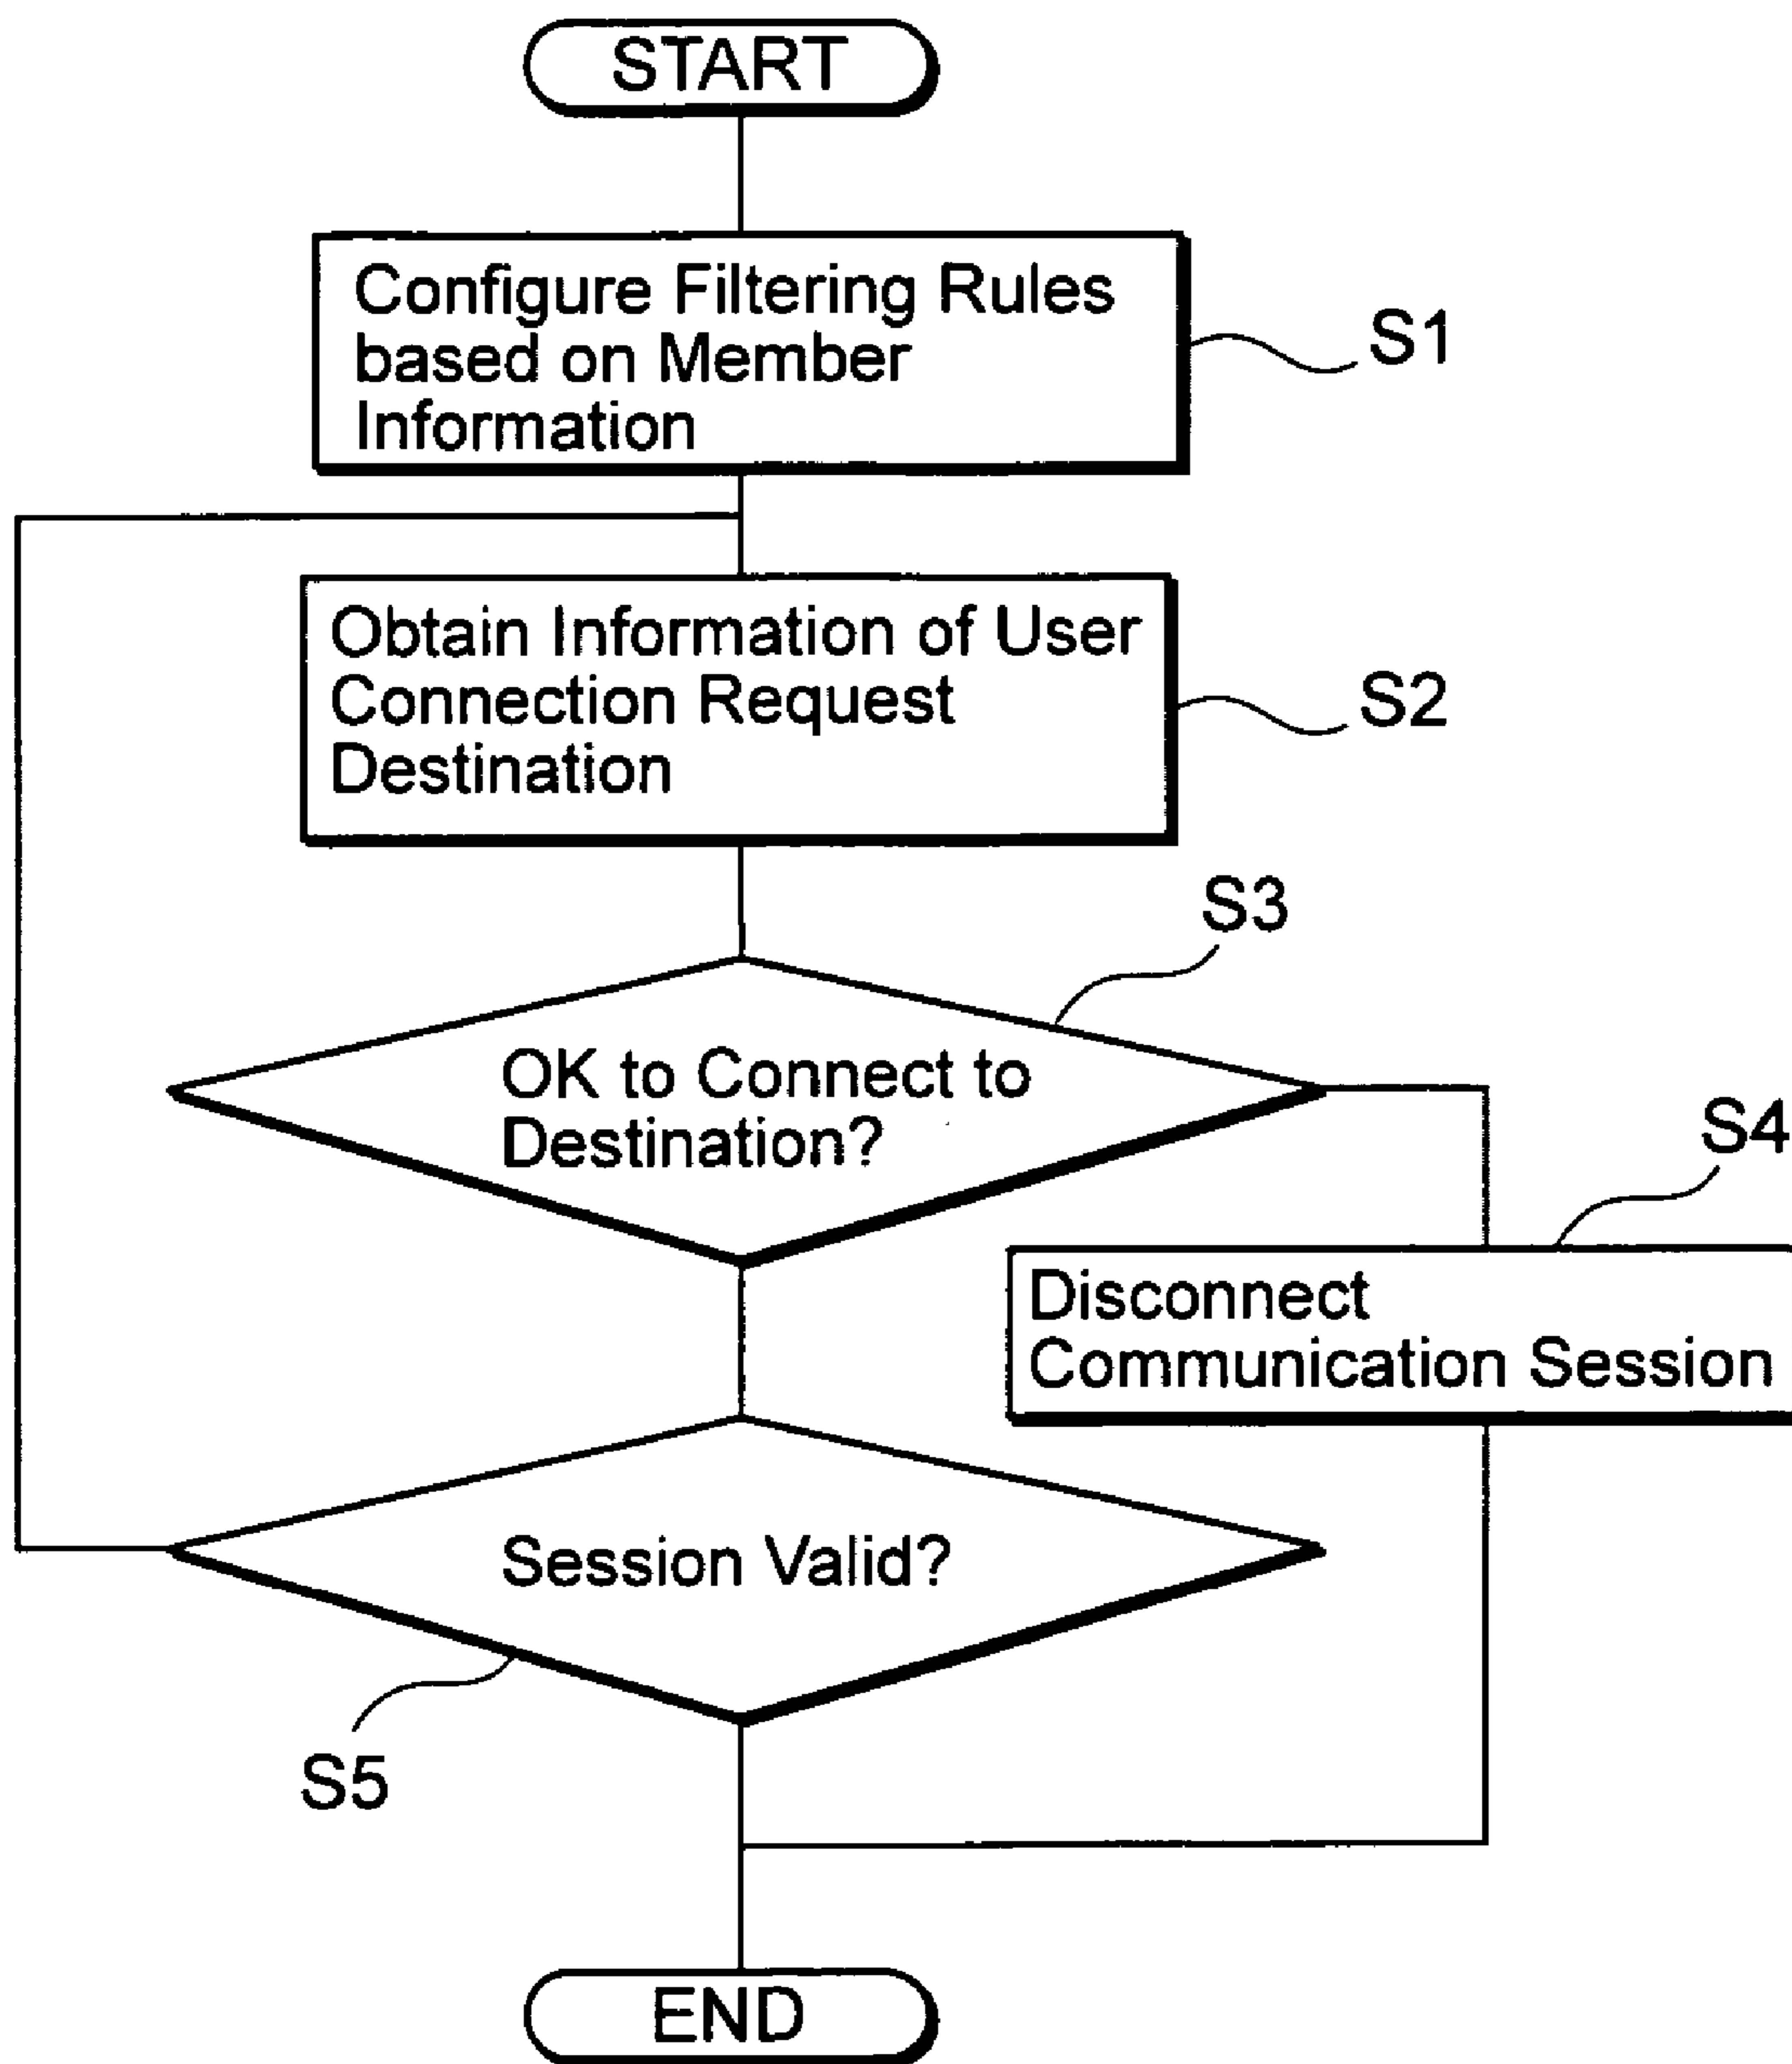 START
Configure Filtering Rules
based on Member
Information
S1
Obtain Information of User
Connection Request
Destination
S2
S3
OK to Connect to
Destination?
S4
Disconnect
Communication Session
Session Valid?
S5
END